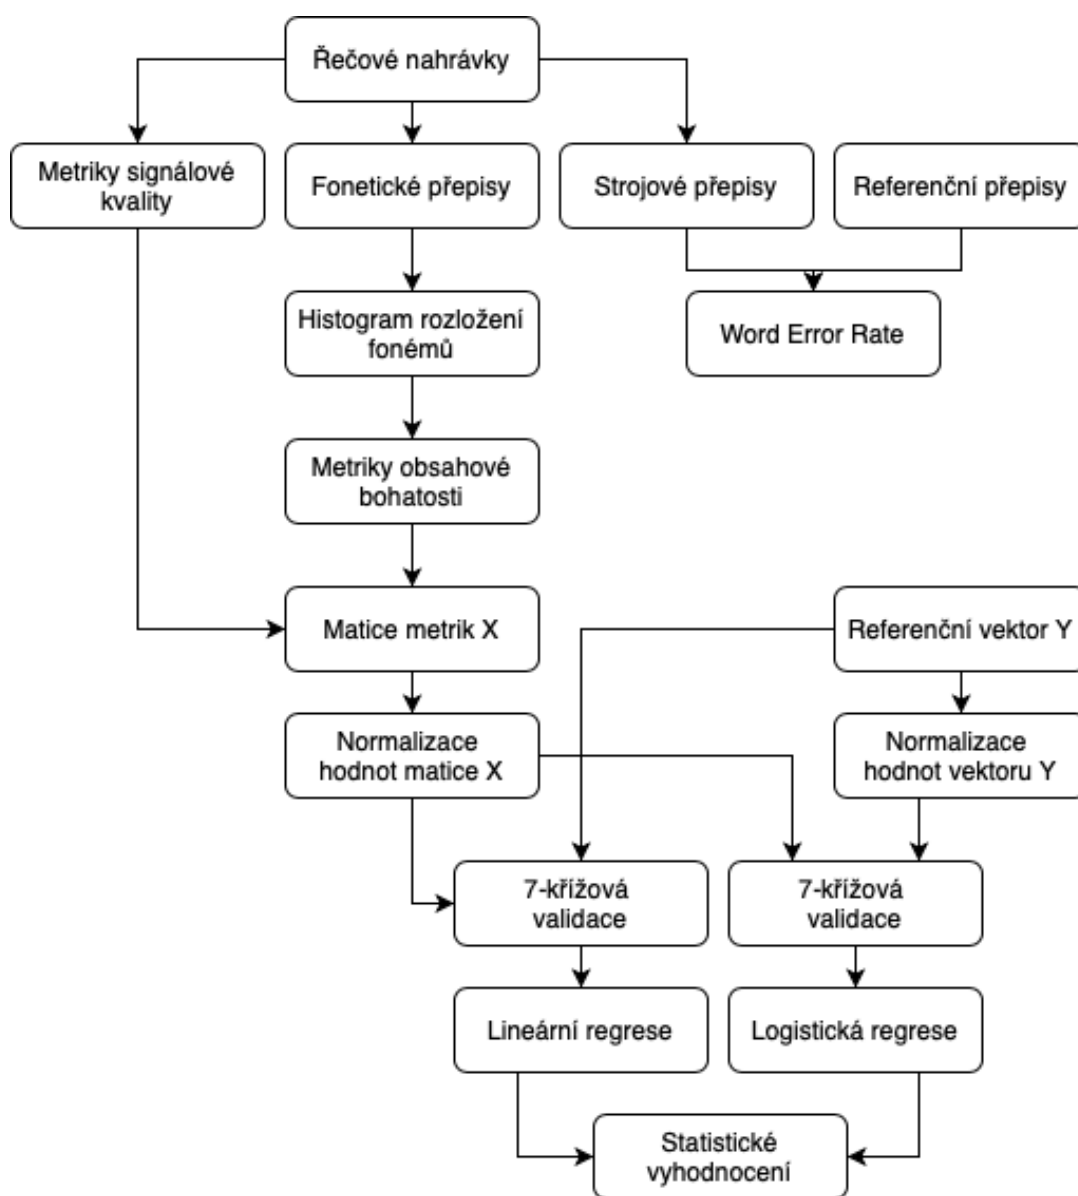 Řečové nahrávky
Metriky signálové
kvality
Fonetické přepisy
Strojové přepisy
Referenční přepisy
Histogram rozložení
fonémů
Word Error Rate
Metriky obsahové
bohatosti
Matice metrik X
Referenční vektor Y
Normalizace
hodnot matice X
Normalizace
hodnot vektoru Y
7-křížová
validace
7-křížová
validace
Lineární regrese
Logistická regrese
Statistické
vyhodnocení